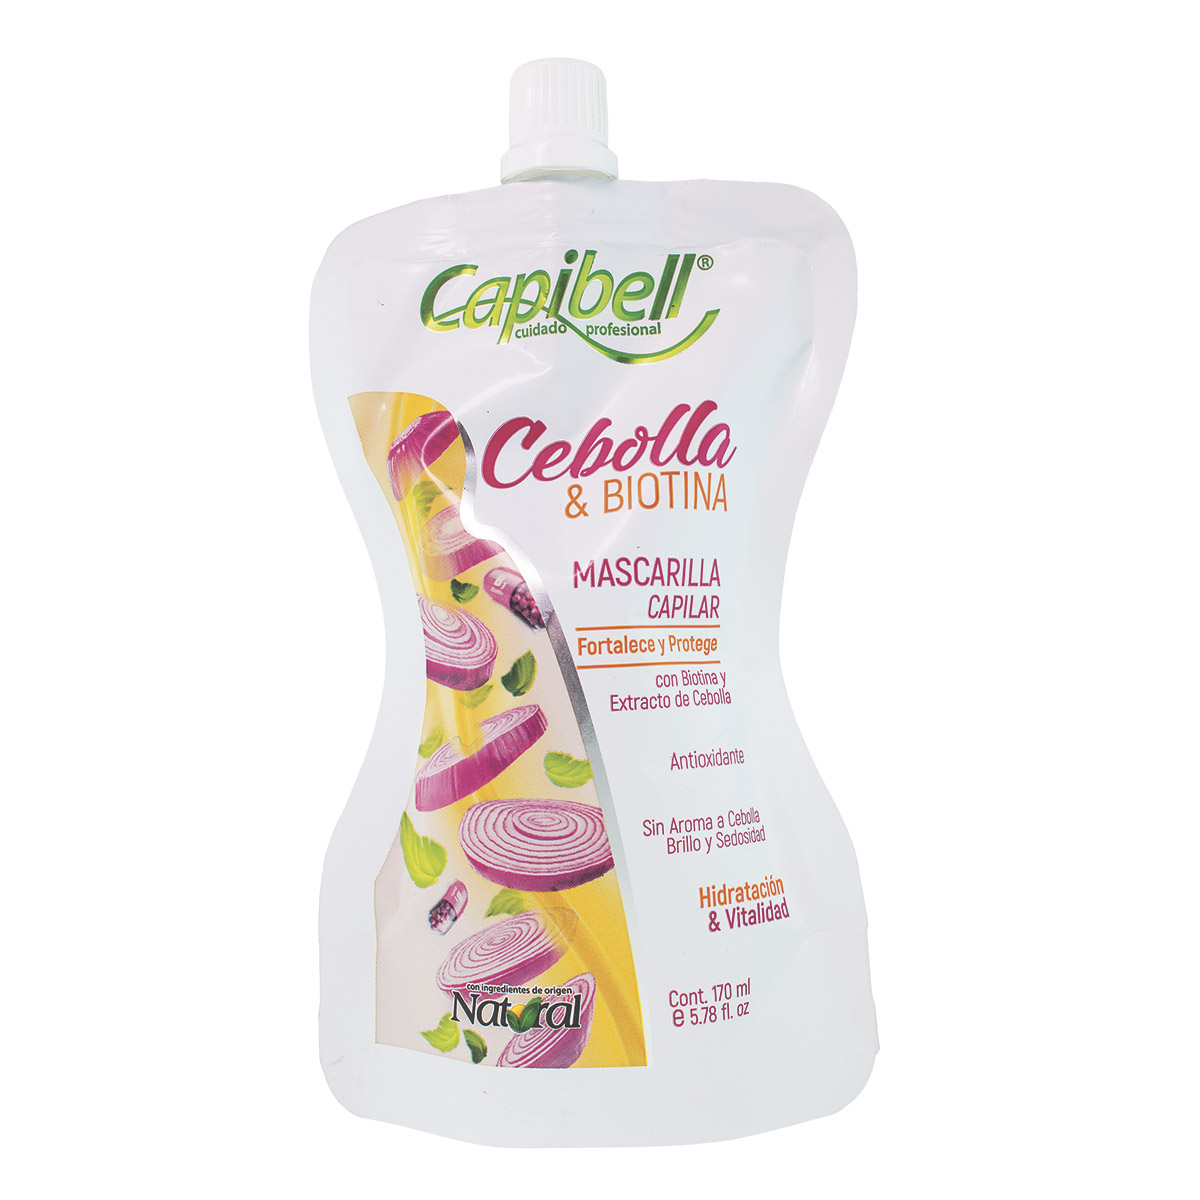 Capibell®
cuidado profesional
Cebolla
& BIOTINA
MASCARILLA
CAPILAR
Fortalece y Protege
con Biotina y
Extracto de Cebolla
Antioxidante
Sin Aroma a Cebolla
Brillo y Sedosidad
Hidratación
& Vitalidad
con ingredientes de origen
Natural
Cont. 170 ml
e 5.78 fl. oz